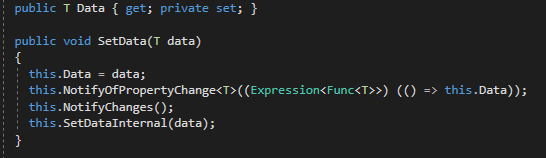 public T Data { get; private set; }
public void SetData(T data)
{
this.Data = data;
this.NotifyOfPropertyChange<T>((Expression<Func<T>>) (() => this.Data));
this.NotifyChanges();
this.SetDataInternal(data);
}